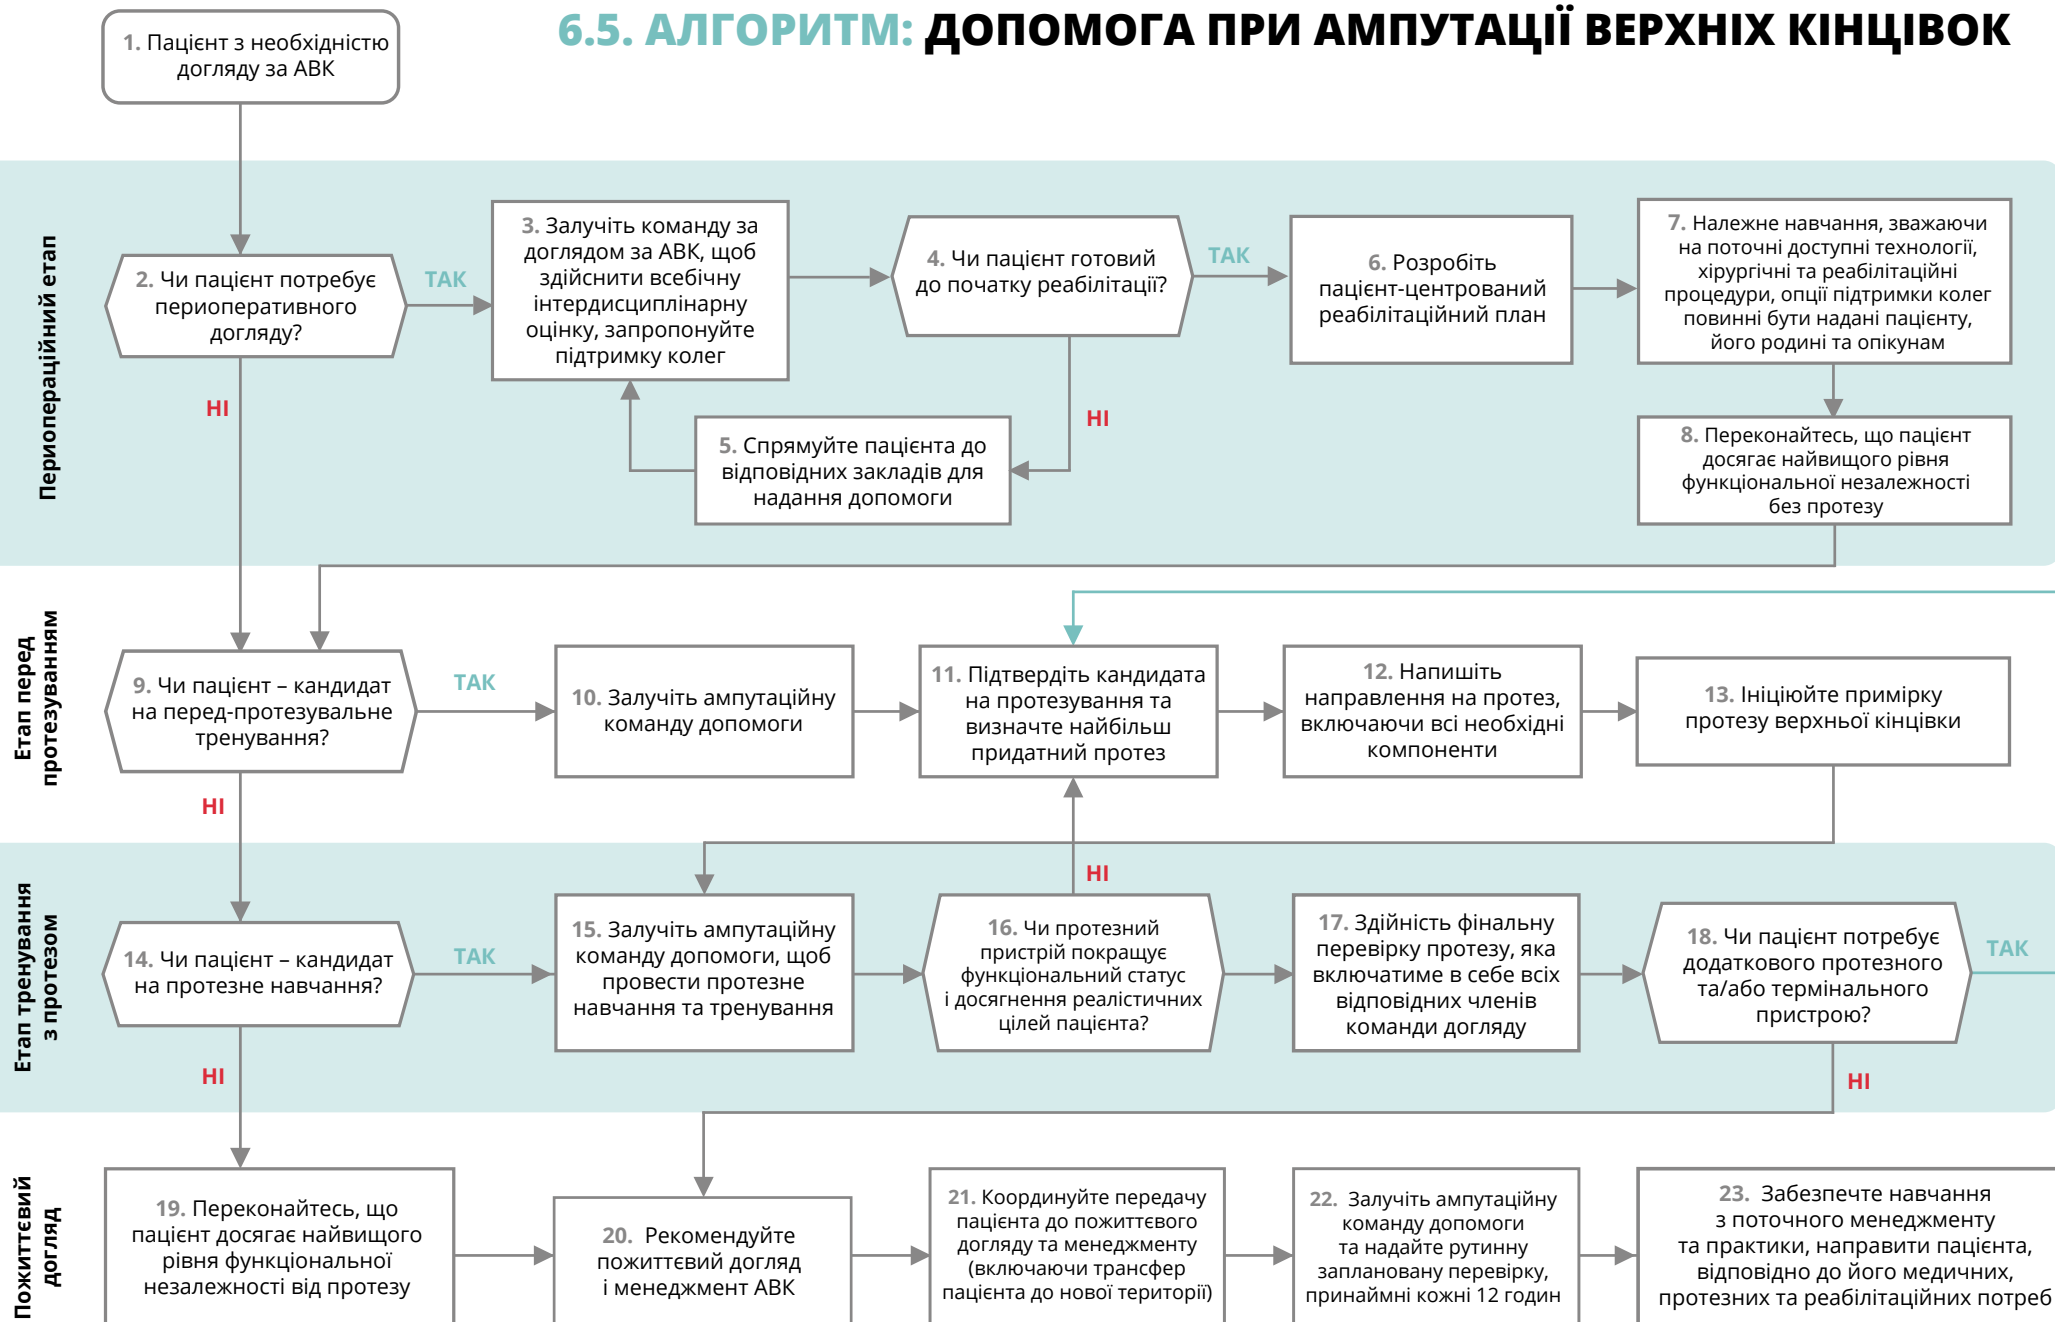 6.5. АЛГОРИТМ: ДОПОМОГА ПРИ АМПУТАЦІЇ ВЕРХНІХ КІНЦІВОК
1. Пацієнт з необхідністю
догляду за АВК
Периопераційний етап
2. Чи пацієнт потребує
периоперативного
догляду?
ТАК
НІ
3. Залучіть команду за
доглядом за АВК, щоб
здійснити всебічну
інтердисциплінарну
оцінку, запропонуйте
підтримку колег
4. Чи пацієнт готовий
до початку реабілітації?
ТАК
НІ
5. Спрямуйте пацієнта до
відповідних закладів для
надання допомоги
6. Розробіть
пацієнт-центрований
реабілітаційний план
7. Належне навчання, зважаючи
на поточні доступні технології,
хірургічні та реабілітаційні
процедури, опції підтримки колег
повинні бути надані пацієнту,
його родині та опікунам
8. Переконайтесь, що пацієнт
досягає найвищого рівня
функціональної незалежності
без протезу
Етап перед
протезуванням
9. Чи пацієнт – кандидат
на перед-протезувальне
тренування?
ТАК
НІ
10. Залучіть ампутаційну
команду допомоги
11. Підтвердіть кандидата
на протезування та
визначте найбільш
придатний протез
12. Напишіть
направлення на протез,
включаючи всі необхідні
компоненти
13. Ініціюйте примірку
протезу верхньої кінцівки
Етап тренування
з протезом
14. Чи пацієнт – кандидат
на протезне навчання?
ТАК
НІ
15. Залучіть ампутаційну
команду допомоги, щоб
провести протезне
навчання та тренування
НІ
16. Чи протезний
пристрій покращує
функціональний статус
і досягнення реалістичних
цілей пацієнта?
17. Здійність фінальну
перевірку протезу, яка
включатиме в себе всіх
відповідних членів
команди догляду
18. Чи пацієнт потребує
додаткового протезного
та/або термінального
пристрою?
ТАК
НІ
Пожиттєвий
догляд
19. Переконайтесь, що
пацієнт досягає найвищого
рівня функціональної
незалежності від протезу
20. Рекомендуйте
пожиттєвий догляд
і менеджмент АВК
21. Координуйте передачу
пацієнта до пожиттєвого
догляду та менеджменту
(включаючи трансфер
пацієнта до нової території)
22. Залучіть ампутаційну
команду допомоги
та надайте рутинну
заплановану перевірку,
принаймні кожні 12 годин
23. Забезпечте навчання
з поточного менеджменту
та практики, направити пацієнта,
відповідно до його медичних,
протезних та реабілітаційних потреб